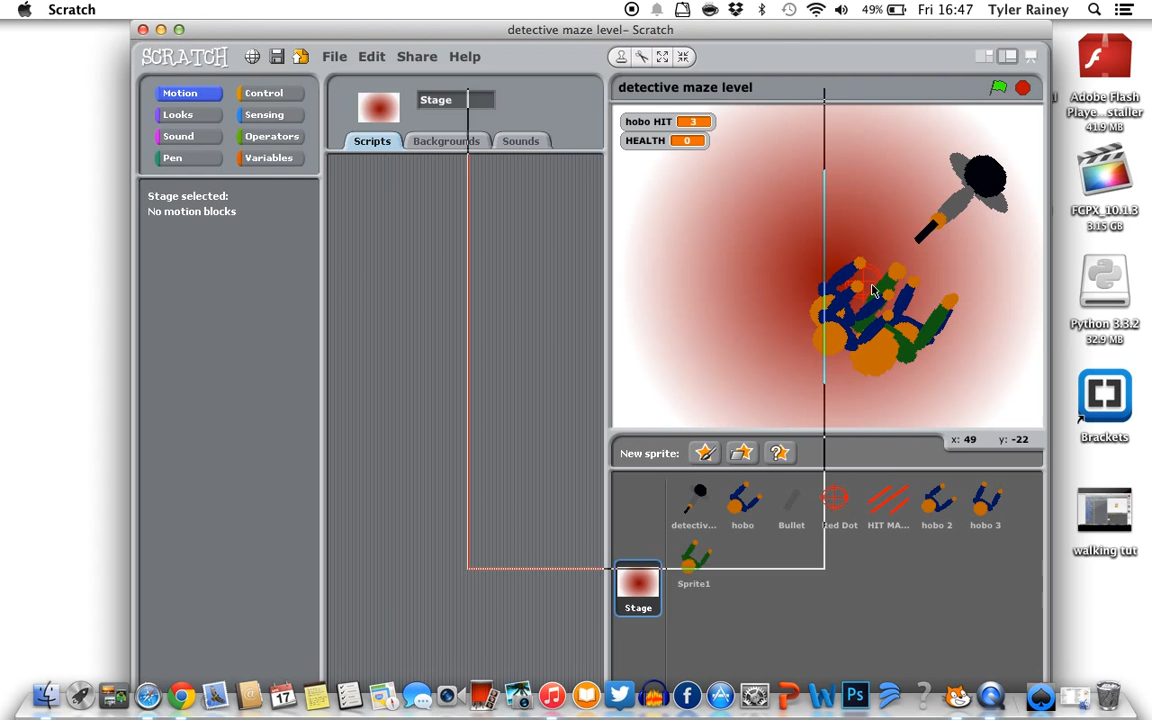 Scratch
49%
Fri 16:47
Tyler Rainey
detective maze level– Scratch
SCRATCH
File
Edit
Share
Help
Motion
Control
Looks
Sensing
Sound
Operators
Pen
Variables
Stage selected:
No motion blocks
Stage
Scripts
Backgrounds
Sounds
detective maze level
hobo HIT
3
HEALTH
0
x: 49
y: -22
New sprite:
detectiv...
hobo
Bullet
Red Dot
HIT MA...
hobo 2
hobo 3
Sprite1
Stage
Adobe Flash
Playe...staller
41.9 MB
FCPX_10.1.3
3.15 GB
Python 3.3.2
32.9 MB
Brackets
walking tut
17
Ps